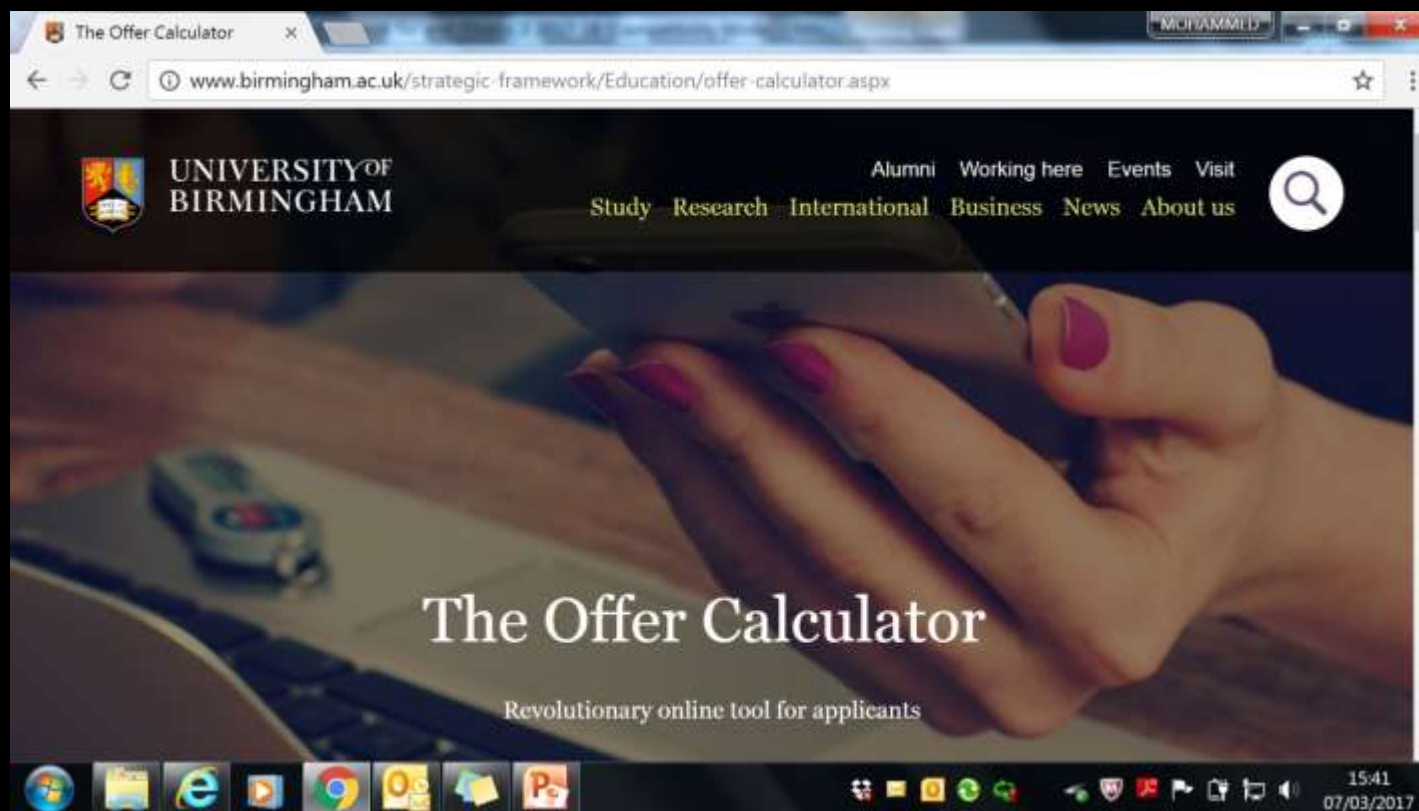 The Offer Calculator
MOHAMMED
www.birmingham.ac.uk/strategic-framework/Education/offer-calculator.aspx
UNIVERSITY OF
BIRMINGHAM
Alumni Working here Events Visit
Study Research International Business News About us
The Offer Calculator
Revolutionary online tool for applicants
15:41
07/03/2017